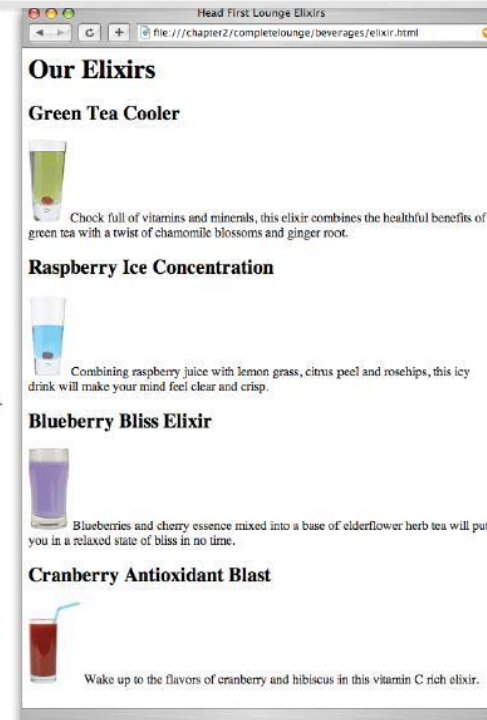 Head First Lounge Elixirs
file:///chapter2/completelounge/beverages/elixir.html
Our Elixirs
Green Tea Cooler
Chock full of vitamins and minerals, this elixir combines the healthful benefits of
green tea with a twist of chamomile blossoms and ginger root.
Raspberry Ice Concentration
Combining raspberry juice with lemon grass, citrus peel and rosehips, this icy
drink will make your mind feel clear and crisp.
Blueberry Bliss Elixir
Blueberries and cherry essence mixed into a base of elderflower herb tea will put
you in a relaxed state of bliss in no time.
Cranberry Antioxidant Blast
Wake up to the flavors of cranberry and hibiscus in this vitamin C rich elixir.